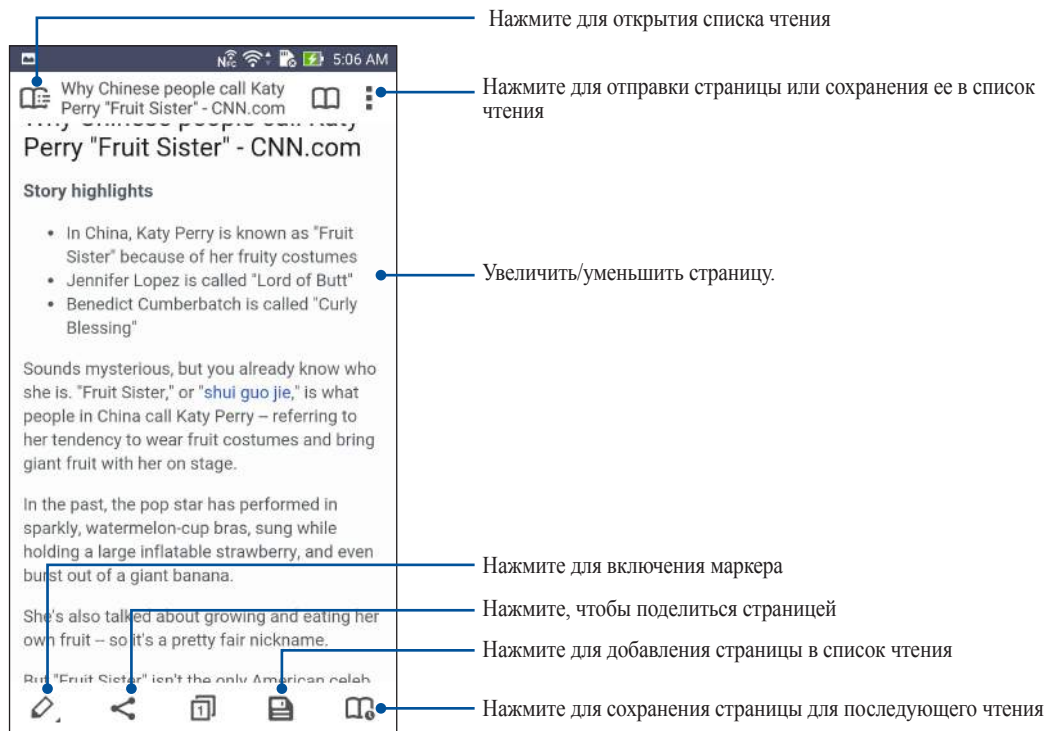 Нажмите для открытия списка чтения
5:06 AM
Why Chinese people call Katy
Perry "Fruit Sister" - CNN.com
Нажмите для отправки страницы или сохранения ее в список
чтения
Why Chinese people call Katy
Perry "Fruit Sister" - CNN.com
Story highlights
• In China, Katy Perry is known as "Fruit
Sister" because of her fruity costumes
• Jennifer Lopez is called "Lord of Butt"
• Benedict Cumberbatch is called "Curly
Blessing"
Увеличить/уменьшить страницу.
Sounds mysterious, but you already know who
she is. "Fruit Sister," or "shui guo jie," is what
people in China call Katy Perry – referring to
her tendency to wear fruit costumes and bring
giant fruit with her on stage.
In the past, the pop star has performed in
sparkly, watermelon-cup bras, sung while
holding a large inflatable strawberry, and even
burst out of a giant banana.
Нажмите для включения маркера
She's also talked about growing and eating her
own fruit – so it's a pretty fair nickname.
Нажмите, чтобы поделиться страницей
Нажмите для добавления страницы в список чтения
But "Fruit Sister" isn't the only American celeb
1
Нажмите для сохранения страницы для последующего чтения